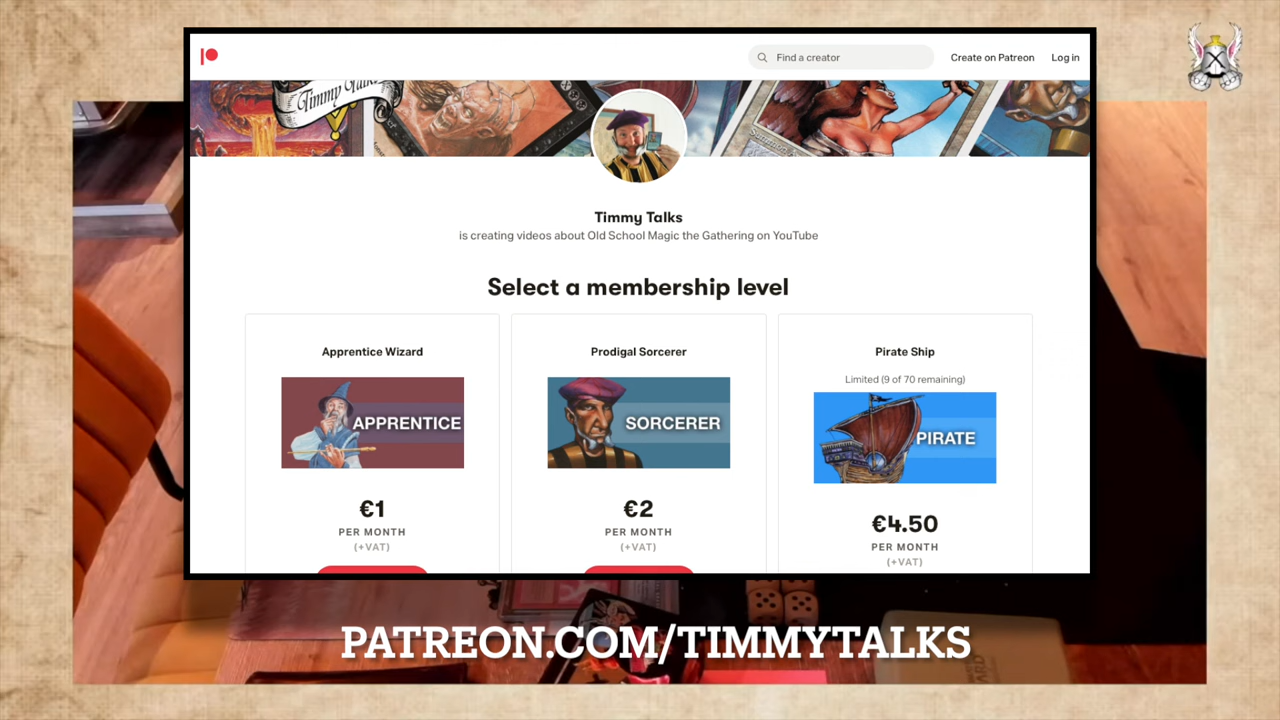 Find a creator
Create on Patreon
Log in
Timmy Talks
Timmy Talks
is creating videos about Old School Magic the Gathering on YouTube
Select a membership level
Apprentice Wizard
APPRENTICE
€1
PER MONTH
(+VAT)
Prodigal Sorcerer
SORCERER
€2
PER MONTH
(+VAT)
Pirate Ship
Limited (9 of 70 remaining)
PIRATE
€4.50
PER MONTH
(+VAT)
PATREON.COM/TIMMYTALKS